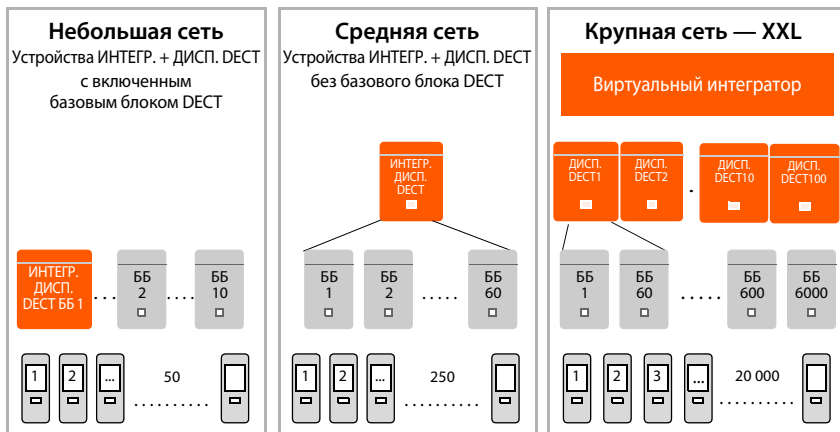 Небольшая сеть
Устройства ИНТЕГР. + ДИСП. DECT
с включенным
базовым блоком DECT
ИНТЕГР.
ДИСП.
DECT ББ 1
. . . .
ББ
2
. . . .
ББ
10
1
2
...
50
. . . . . . . . . .
Средняя сеть
Устройства ИНТЕГР. + ДИСП. DECT
без базового блока DECT
ИНТЕГР.
ДИСП.
DECT
ББ
1
ББ
2
. . . . .
ББ
60
1
2
...
250
. . . . . . . . . .
Крупная сеть — XXL
Виртуальный интегратор
ДИСП.
DECT1
ДИСП.
DECT2
.
ДИСП.
DECT10
ДИСП.
DECT100
ББ
1
ББ
60
. . . . .
ББ
600
ББ
6000
1
2
3
...
20 000
. . . . . . . . . .